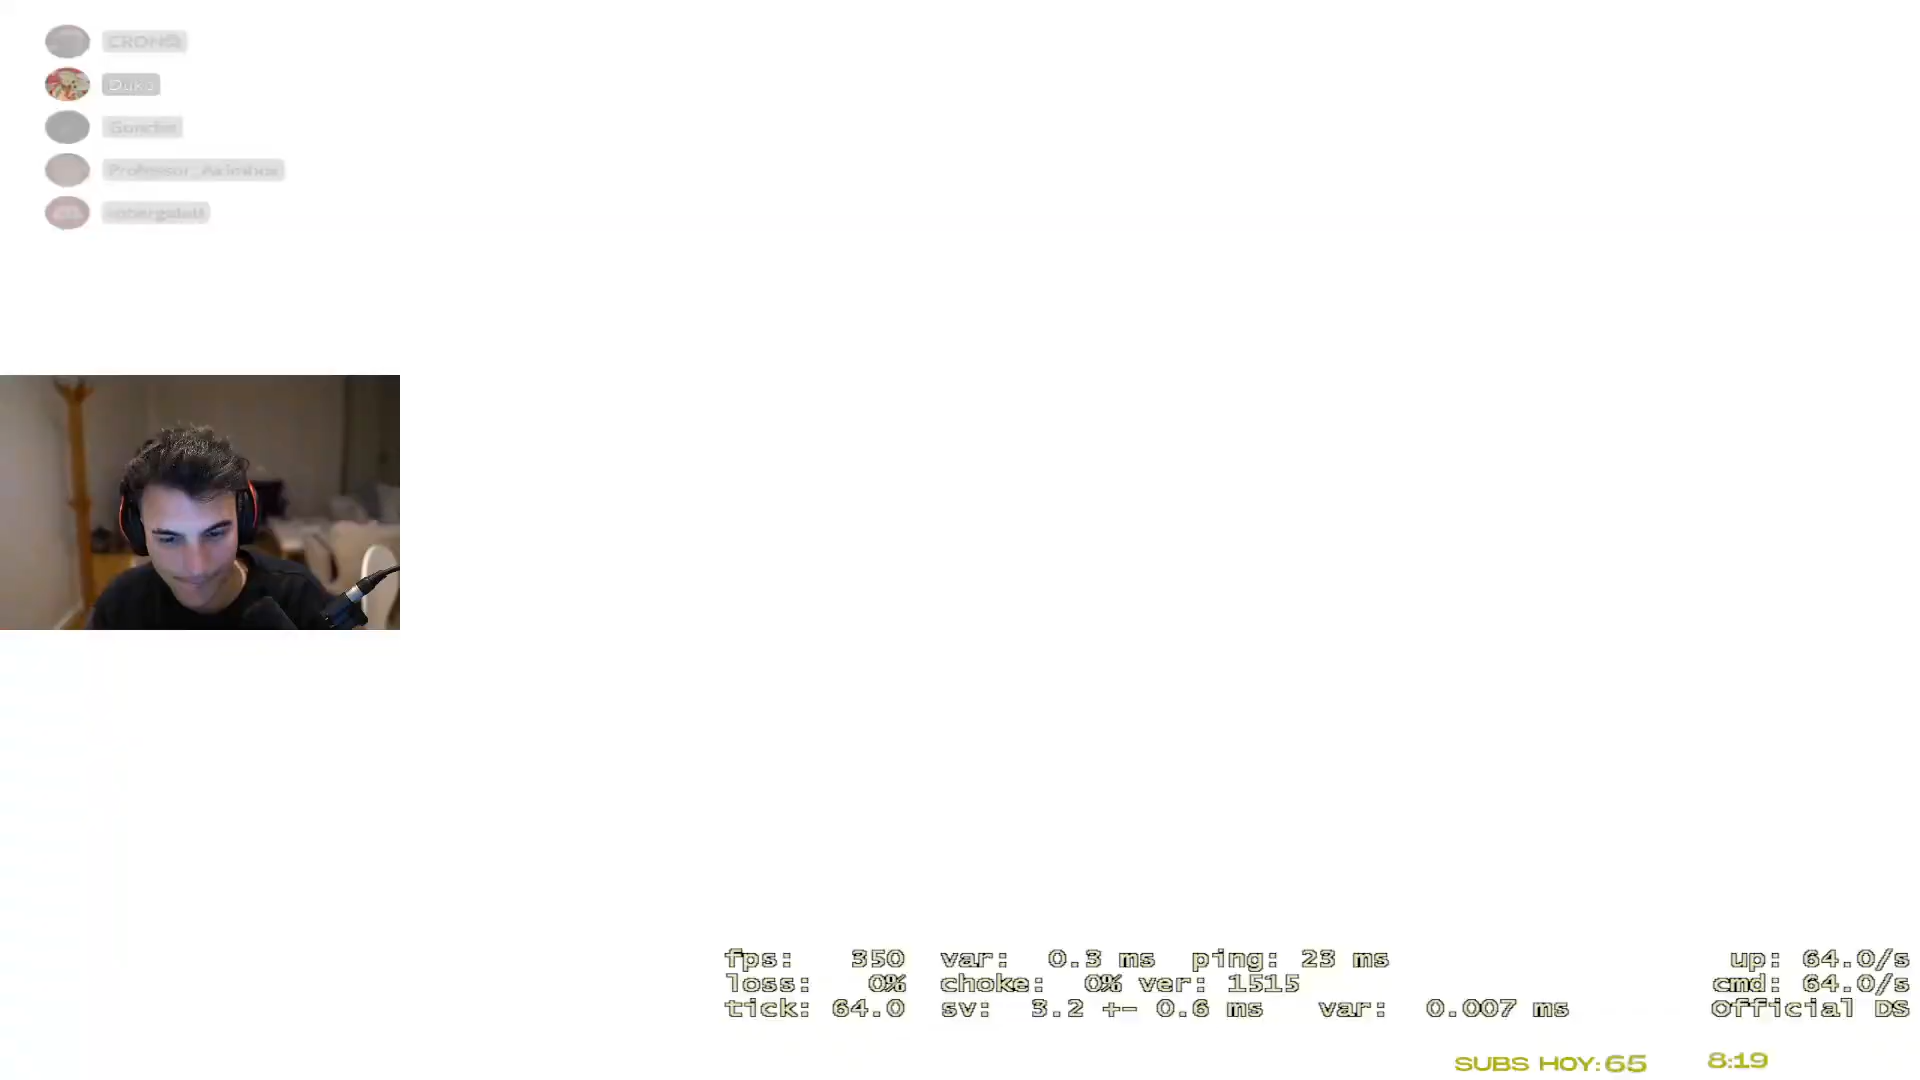 CRON
Duka
fps: 350 var: 0.3 ms ping: 23 ms up: 64.0/s
loss: 0% choke: 0% ver: 1515 cmd: 64.0/s
tick: 64.0 sv: 3.2 +- 0.6 ms var: 0.007 ms Official DS
SUBS HOY: 65 8:19